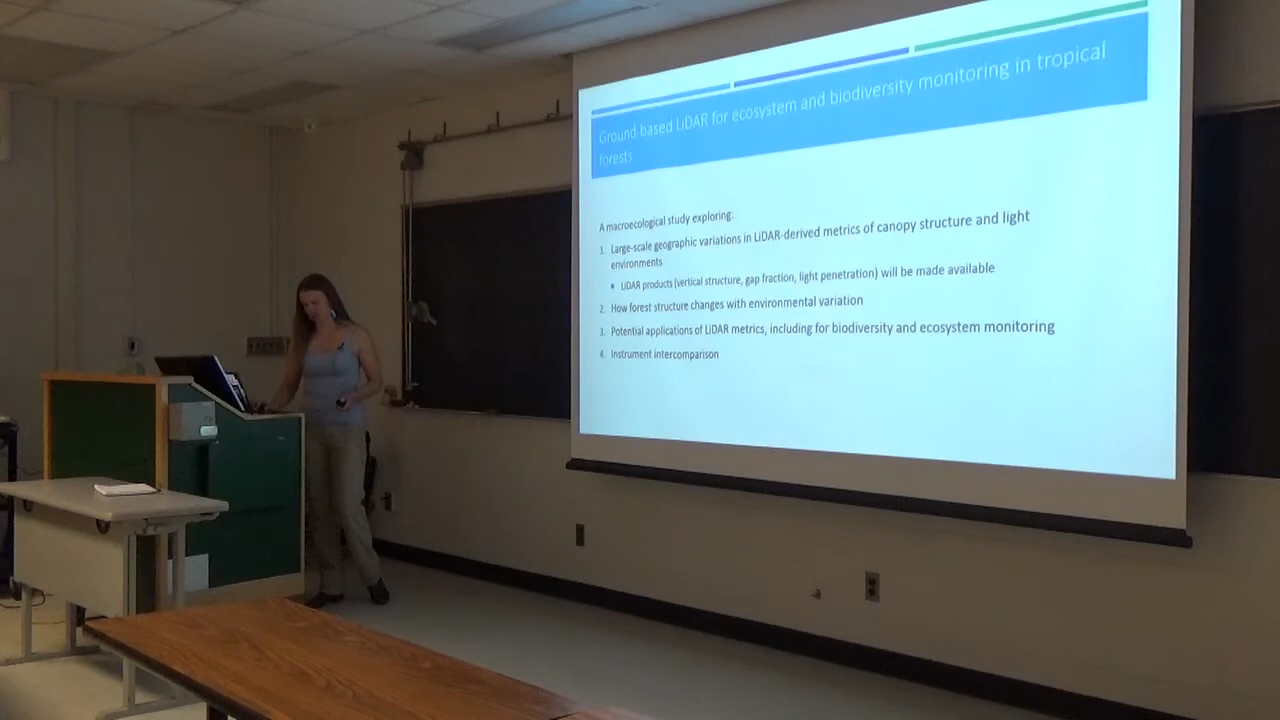 Ground-based LiDAR for ecosystem and biodiversity monitoring in tropical
forests
A macroecological study exploring:
1. Large-scale geographic variations in LiDAR-derived metrics of canopy structure and light
environments
▪ LiDAR products (vertical structure, gap fraction, light penetration) will be made available
2. How forest structure changes with environmental variation
3. Potential applications of LiDAR metrics, including for biodiversity and ecosystem monitoring
4. Instrument intercomparison